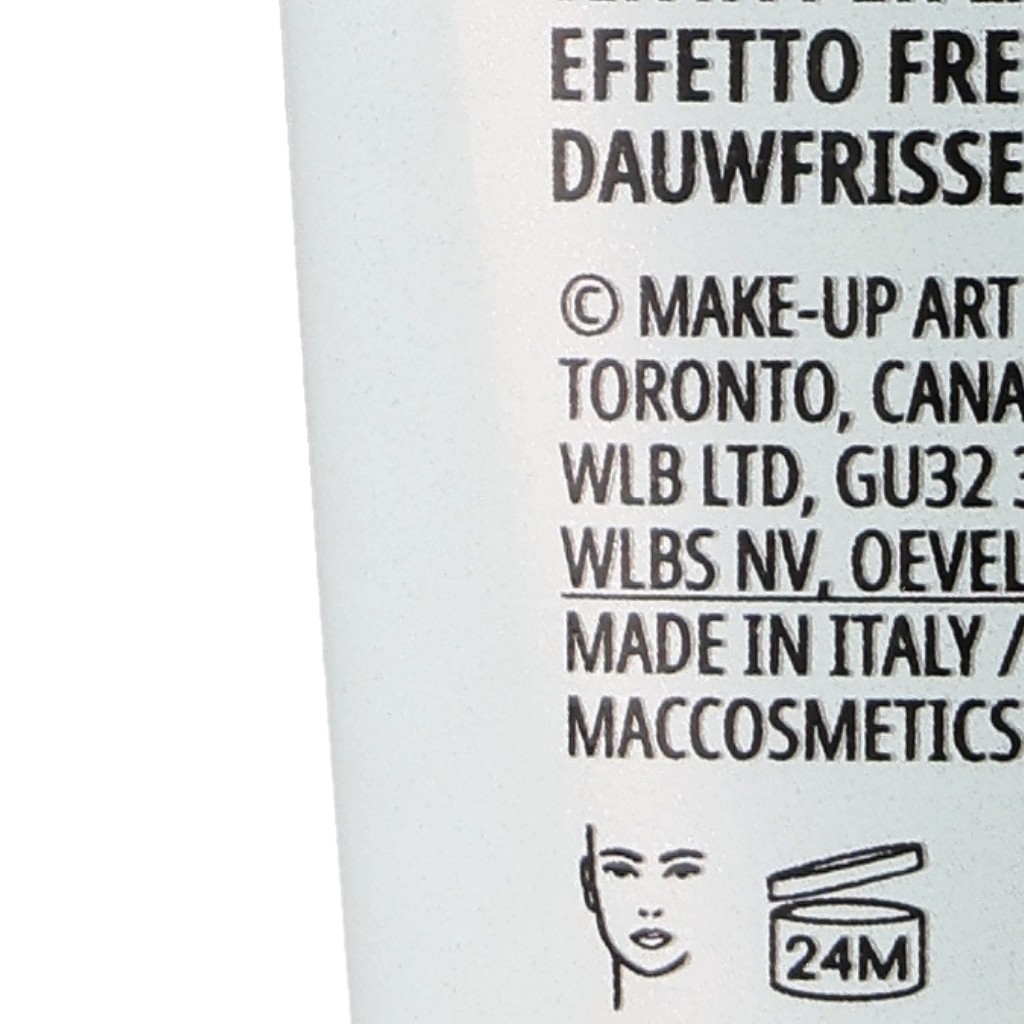 EFFETTO FRE
DAUWFRISSE
© MAKE-UP ART
TORONTO, CANA
WLB LTD, GU32 3
WLBS NV, OEVEL
MADE IN ITALY /
MACCOSMETICS
24M